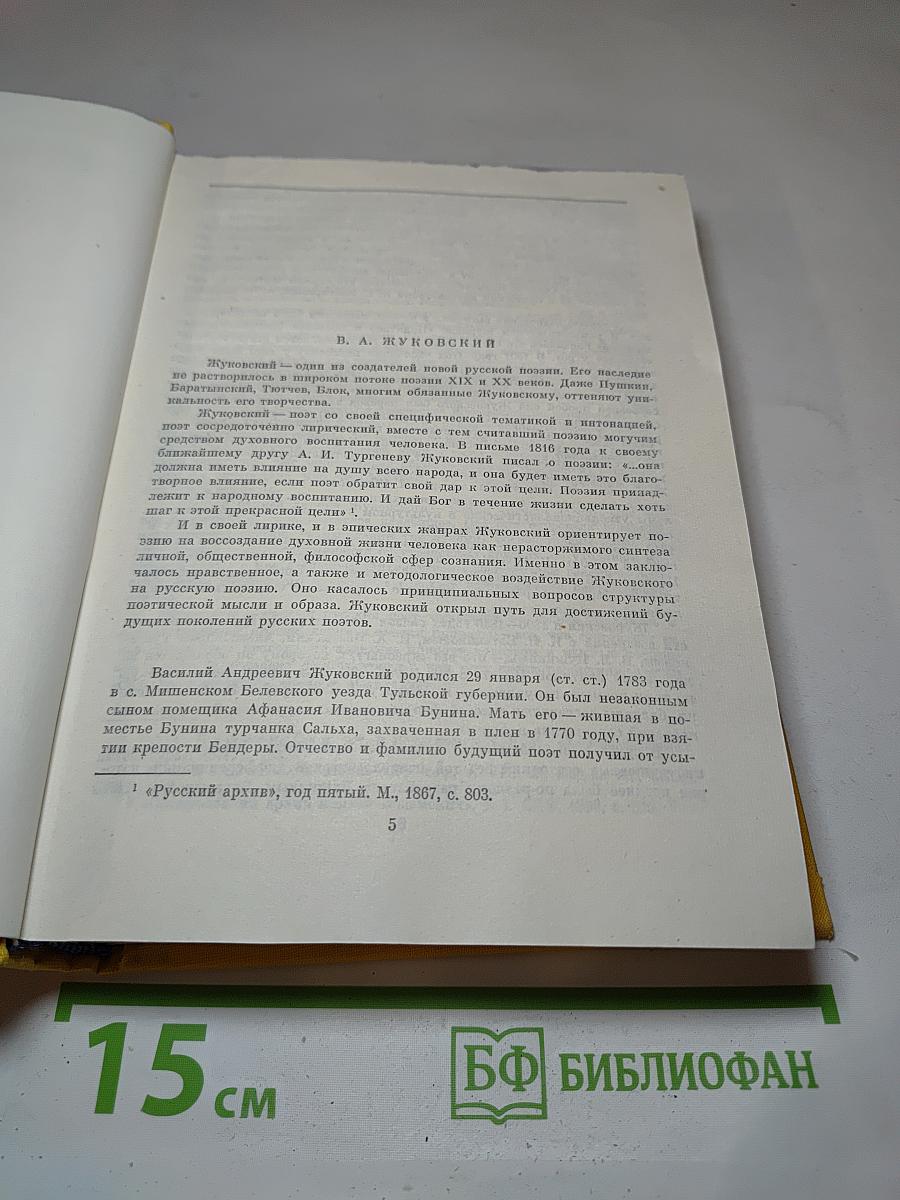 В. А. ЖУКОВСКИЙ
Жуковский — один из создателей новой русской поэзии. Его наследие
не растворилось в широком потоке поэзии XIX и XX веков. Даже Пушкин,
Баратынский, Тютчев, Блок, многим обязанные Жуковскому, оттеняют уни-
кальность его творчества.
Жуковский — поэт со своей специфической тематикой и интонацией,
поэт сосредоточенно лирический, вместе с тем считавший поэзию могучим
средством духовного воспитания человека. В письме 1816 года к своему
ближайшему другу А. И. Тургеневу Жуковский писал о поэзии: «...она
должна иметь влияние на душу всего народа, и она будет иметь это благо-
творное влияние, если поэт обратит свой дар к этой цели. Поэзия принад-
лежит к народному воспитанию. И дай Бог в течение жизни сделать хоть
шаг к этой прекрасной цели» ¹.
И в своей лирике, и в эпических жанрах Жуковский ориентирует по-
эзию на воссоздание духовной жизни человека как нерасторжимого синтеза
личной, общественной, философской сфер сознания. Именно в этом заклю-
чалось нравственное, а также и методологическое воздействие Жуковского
на русскую поэзию. Оно касалось принципиальных вопросов структуры
поэтической мысли и образа. Жуковский открыл путь для достижений бу-
дущих поколений русских поэтов.
Василий Андреевич Жуковский родился 29 января (ст. ст.) 1783 года
в с. Мишенском Белевского уезда Тульской губернии. Он был незаконным
сыном помещика Афанасия Ивановича Бунина. Мать его — жившая в по-
местье Бунина турчанка Сальха, захваченная в плен в 1770 году, при взя-
тии крепости Бендеры. Отчество и фамилию будущий поэт получил от усы-
¹ «Русский архив», год пятый. М., 1867, с. 803.
5
15 см
БФ БИБЛИОФАН